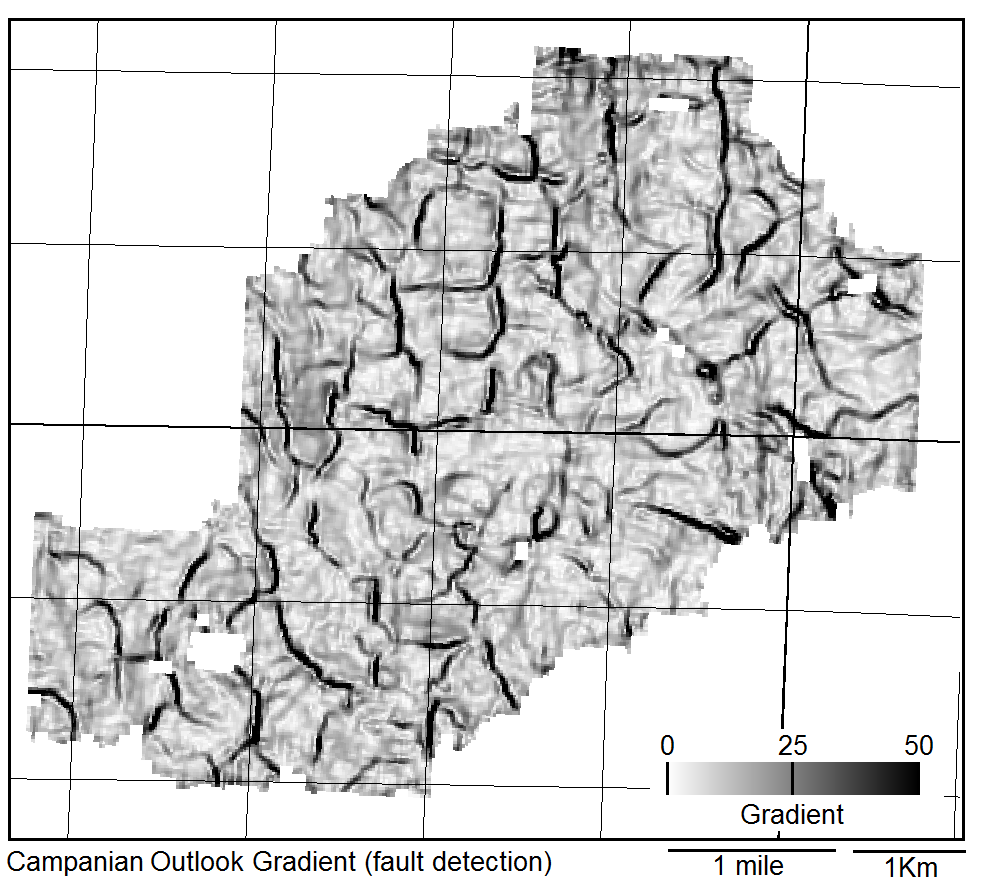 0 25 50
Gradient
Campanian Outlook Gradient (fault detection)
1 mile 1Km